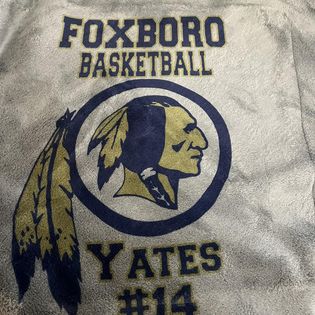 FOXBORO
BASKETBALL
YATES
#14